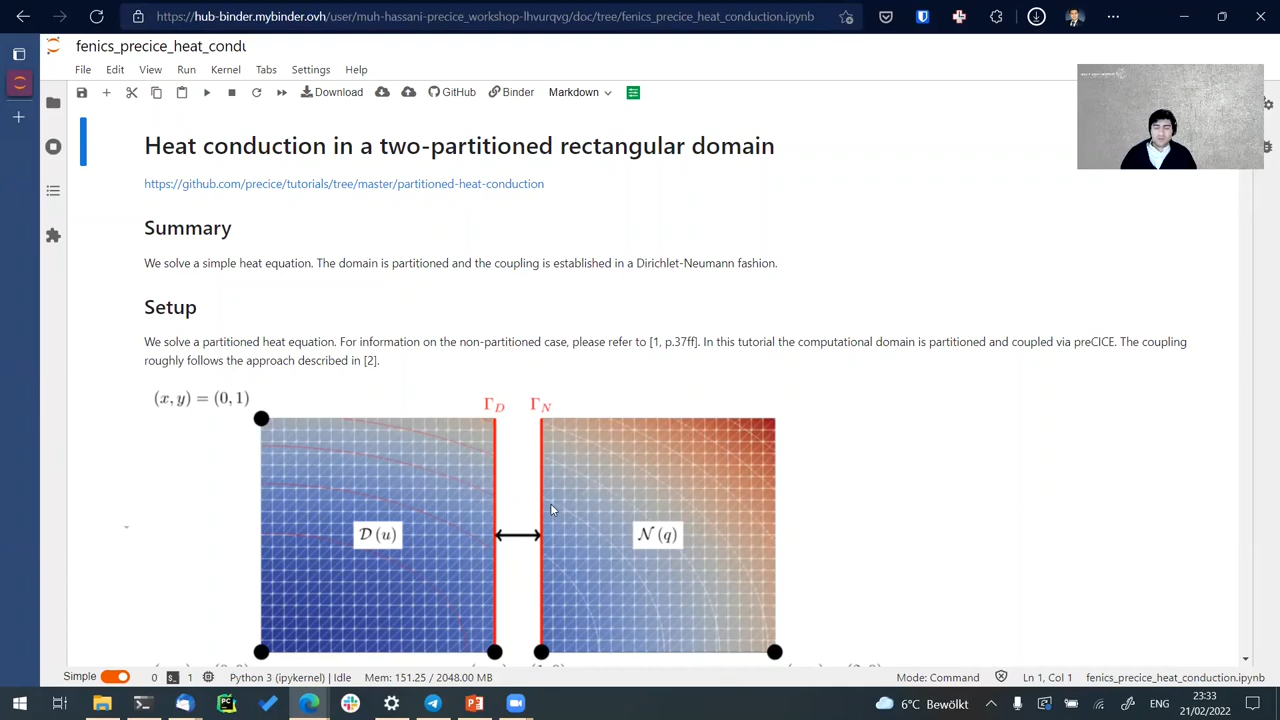 https://hub-binder.mybinder.ovh/user/muh-hassani-precice_workshop-lhvurqvg/doc/tree/fenics_precice_heat_conduction.ipynb
fenics_precice_heat_condu
File Edit View Run Kernel Tabs Settings Help
Download GitHub Binder Markdown
Heat conduction in a two-partitioned rectangular domain
https://github.com/precice/tutorials/tree/master/partitioned-heat-conduction
Summary
We solve a simple heat equation. The domain is partitioned and the coupling is established in a Dirichlet-Neumann fashion.
Setup
We solve a partitioned heat equation. For information on the non-partitioned case, please refer to [1, p.37ff]. In this tutorial the computational domain is partitioned and coupled via preCICE. The coupling
roughly follows the approach described in [2].
(x, y) = (0, 1)
Γ_D Γ_N
𝒟(u) 𝒩(q)
Simple 0 1 Python 3 (ipykernel) | Idle Mem: 151.25 / 2048.00 MB Mode: Command Ln 1, Col 1 fenics_precice_heat_conduction.ipynb
6°C Bewölkt ENG 23:33
21/02/2022